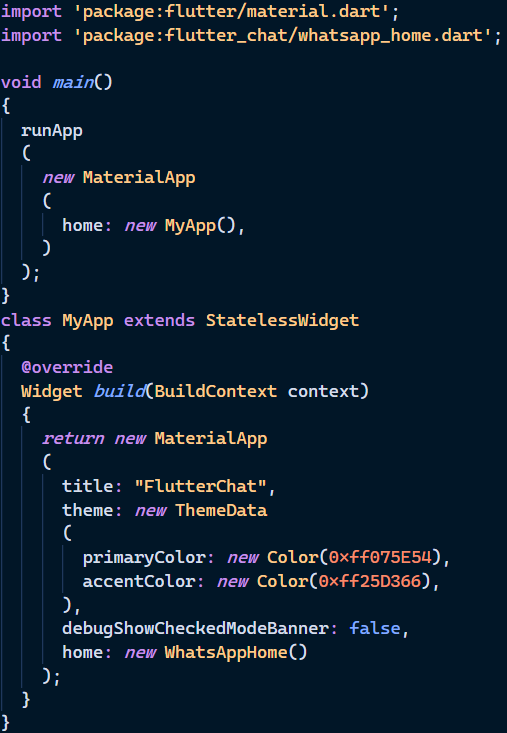 import 'package:flutter/material.dart';
import 'package:flutter_chat/whatsapp_home.dart';

void main()
{
  runApp
  (
    new MaterialApp
    (
      home: new MyApp(),
    )
  );
}
class MyApp extends StatelessWidget
{
  @override
  Widget build(BuildContext context)
  {
    return new MaterialApp
    (
      title: "FlutterChat",
      theme: new ThemeData
      (
        primaryColor: new Color(0xff075E54),
        accentColor: new Color(0xff25D366),
      ),
      debugShowCheckedModeBanner: false,
      home: new WhatsAppHome()
    );
  }
}